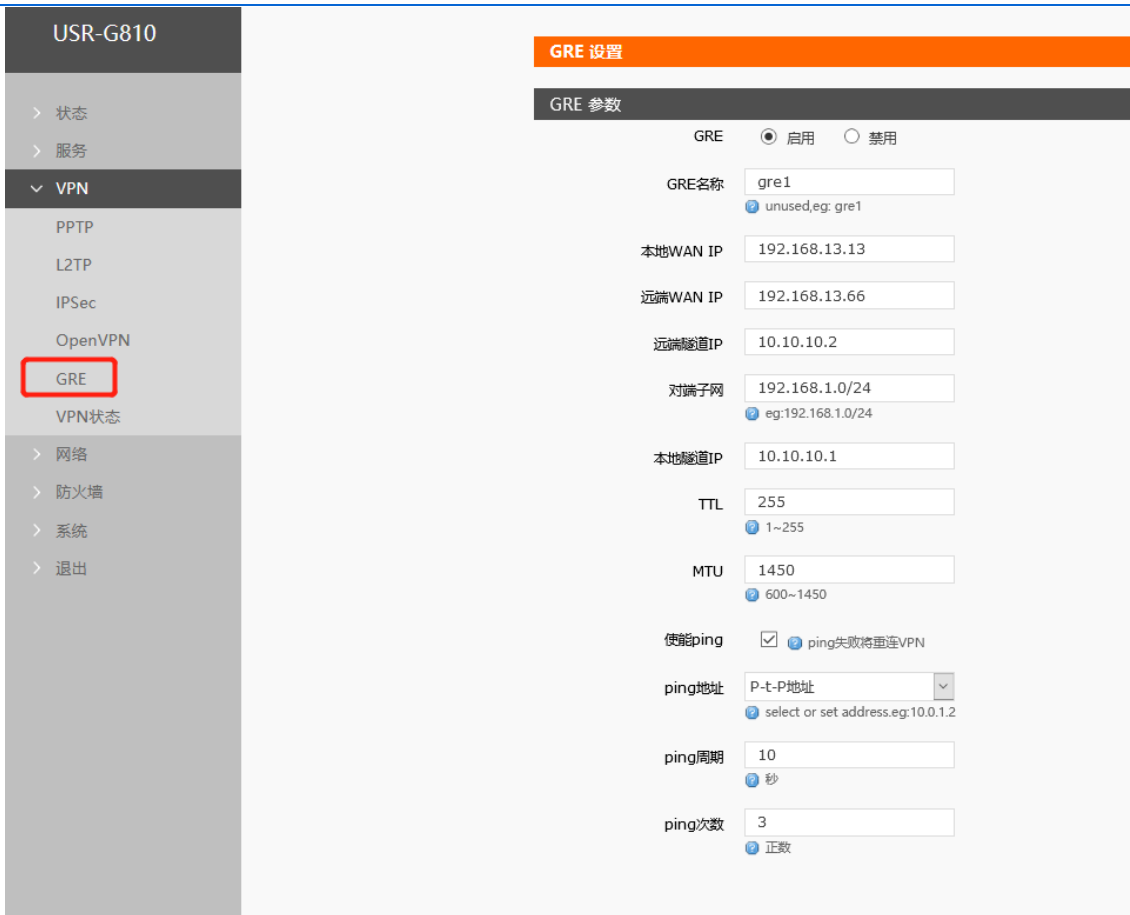 USR-G810
状态
服务
VPN
PPTP
L2TP
IPSec
OpenVPN
GRE
VPN状态
网络
防火墙
系统
退出
GRE 设置
GRE 参数
GRE 启用 禁用
GRE名称 gre1
unused,eg: gre1
本地WAN IP 192.168.13.13
远端WAN IP 192.168.13.66
远端隧道IP 10.10.10.2
对端子网 192.168.1.0/24
eg:192.168.1.0/24
本地隧道IP 10.10.10.1
TTL 255
1~255
MTU 1450
600~1450
使能ping ping失败将重连VPN
ping地址 P-t-P地址
select or set address.eg:10.0.1.2
ping周期 10
秒
ping次数 3
正数